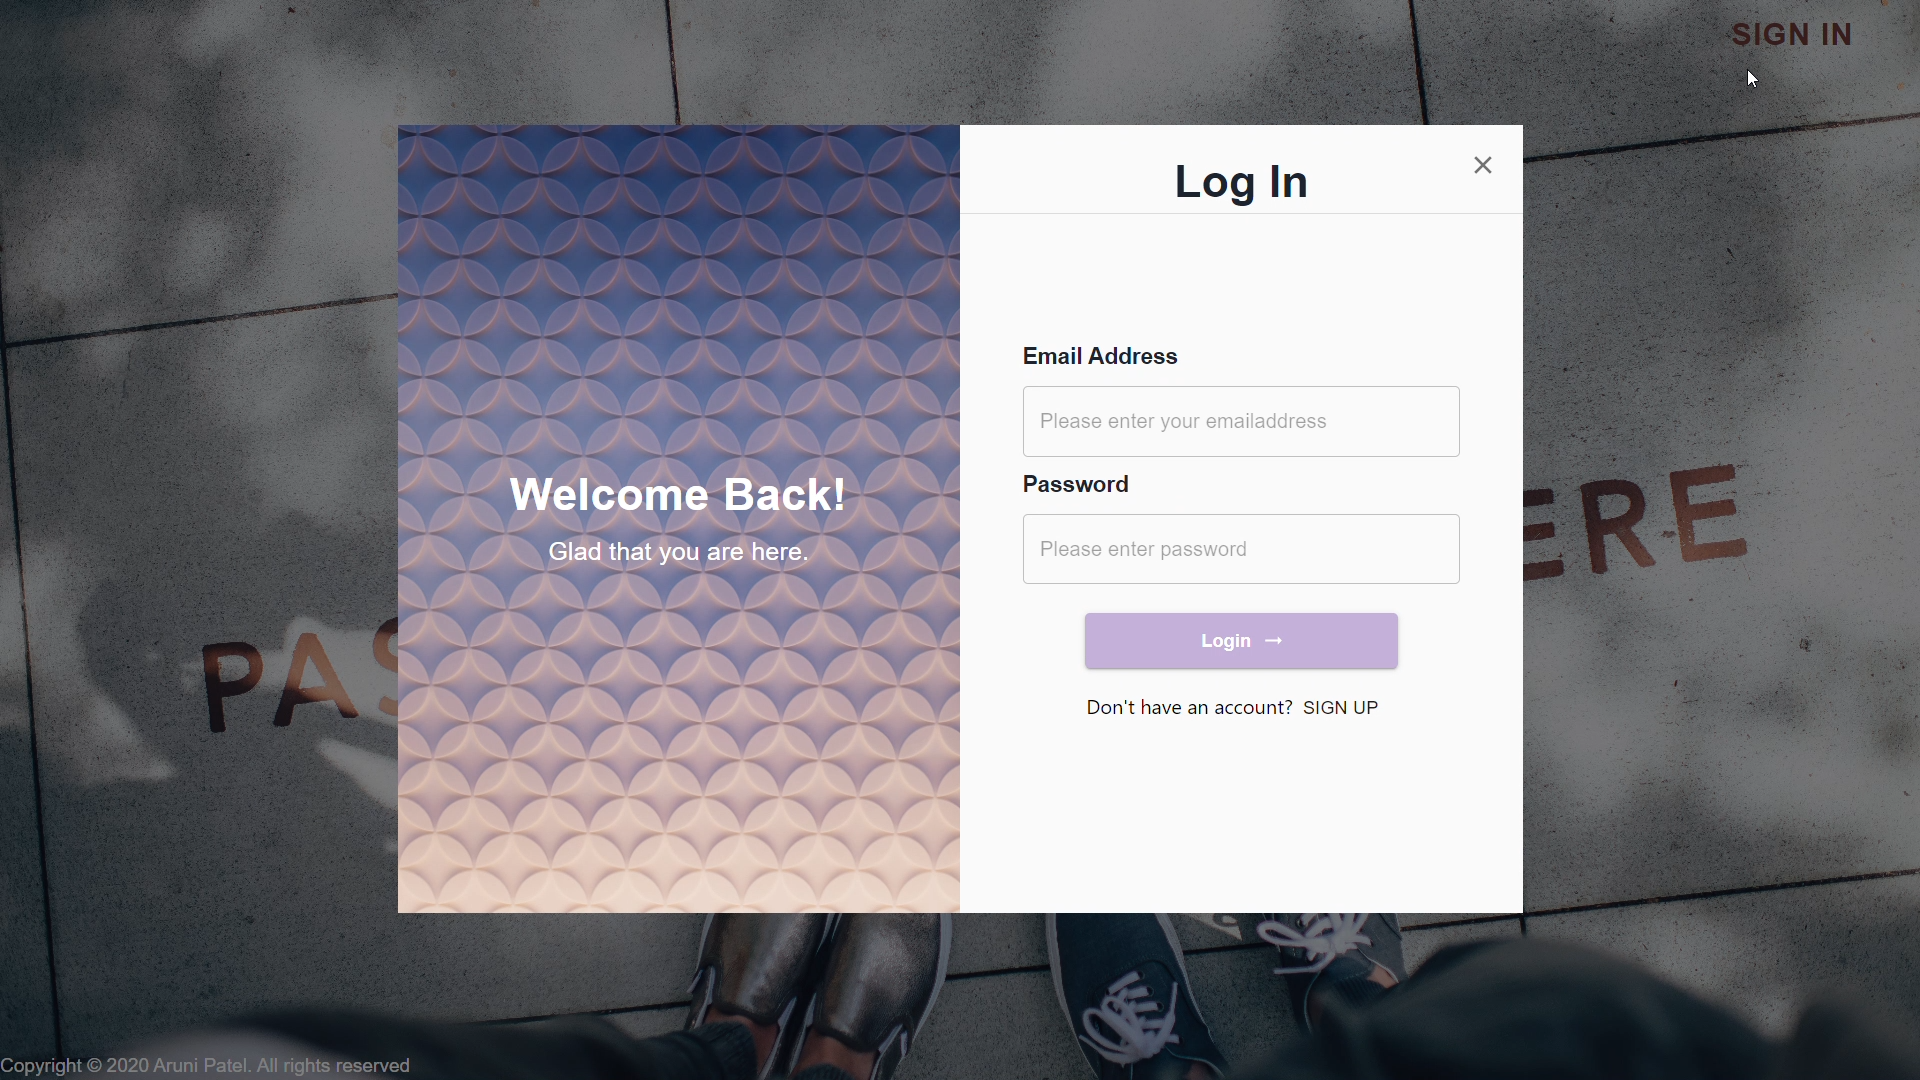 SIGN IN
Log In
Email Address
Please enter your emailaddress
Password
Please enter password
Welcome Back!
Glad that you are here.
Login →
Don't have an account? SIGN UP
PAS
ERE
Copyright © 2020 Aruni Patel. All rights reserved